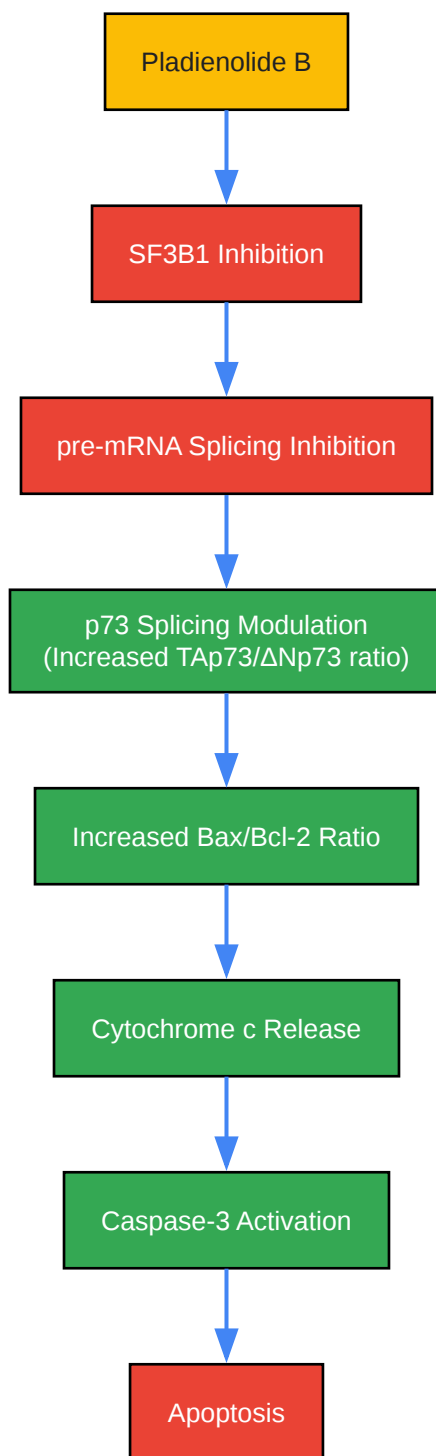 Pladienolide B
SF3B1 Inhibition
pre-mRNA Splicing Inhibition
p73 Splicing Modulation
(Increased TAp73/ΔNp73 ratio)
Increased Bax/Bcl-2 Ratio
Cytochrome c Release
Caspase-3 Activation
Apoptosis